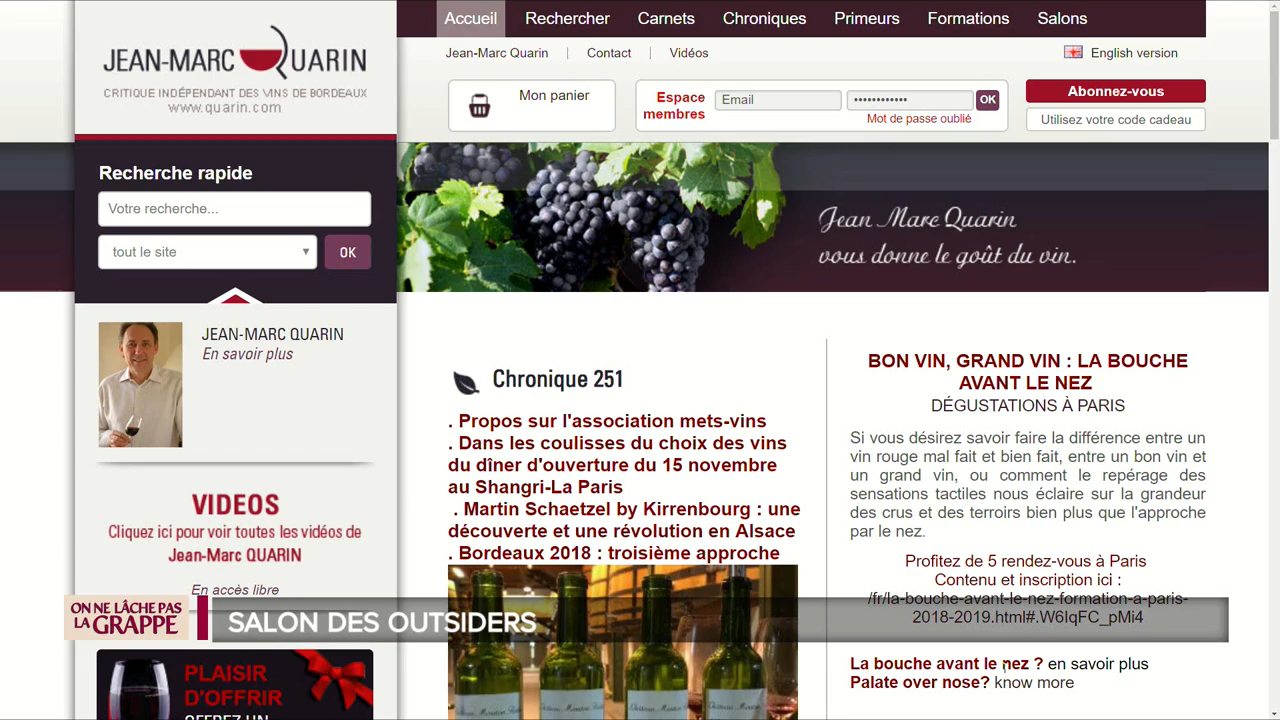 JEAN-MARC QUARIN
CRITIQUE INDÉPENDANT DES VINS DE BORDEAUX
www.quarin.com
Accueil
Rechercher
Carnets
Chroniques
Primeurs
Formations
Salons
Jean-Marc Quarin
Contact
Vidéos
English version
Mon panier
Espace
membres
Email
••••••••••••
OK
Mot de passe oublié
Abonnez-vous
Utilisez votre code cadeau
Recherche rapide
Votre recherche...
tout le site
OK
Jean Marc Quarin
vous donne le goût du vin.
JEAN-MARC QUARIN
En savoir plus
VIDEOS
Cliquez ici pour voir toutes les vidéos de
Jean-Marc QUARIN
En accès libre
Chronique 251
. Propos sur l'association mets-vins
. Dans les coulisses du choix des vins
du dîner d'ouverture du 15 novembre
au Shangri-La Paris
. Martin Schaetzel by Kirrenbourg : une
découverte et une révolution en Alsace
. Bordeaux 2018 : troisième approche
BON VIN, GRAND VIN : LA BOUCHE
AVANT LE NEZ
DÉGUSTATIONS À PARIS
Si vous désirez savoir faire la différence entre un
vin rouge mal fait et bien fait, entre un bon vin et
un grand vin, ou comment le repérage des
sensations tactiles nous éclaire sur la grandeur
des crus et des terroirs bien plus que l'approche
par le nez.
Profitez de 5 rendez-vous à Paris
Contenu et inscription ici :
/fr/la-bouche-avant-le-nez-formation-a-paris-
2018-2019.html#.W6IqFC_pMi4
La bouche avant le nez ? en savoir plus
Palate over nose? know more
ON NE LÂCHE PAS
LA GRAPPE
SALON DES OUTSIDERS
PLAISIR
D'OFFRIR
OFFREZ UN